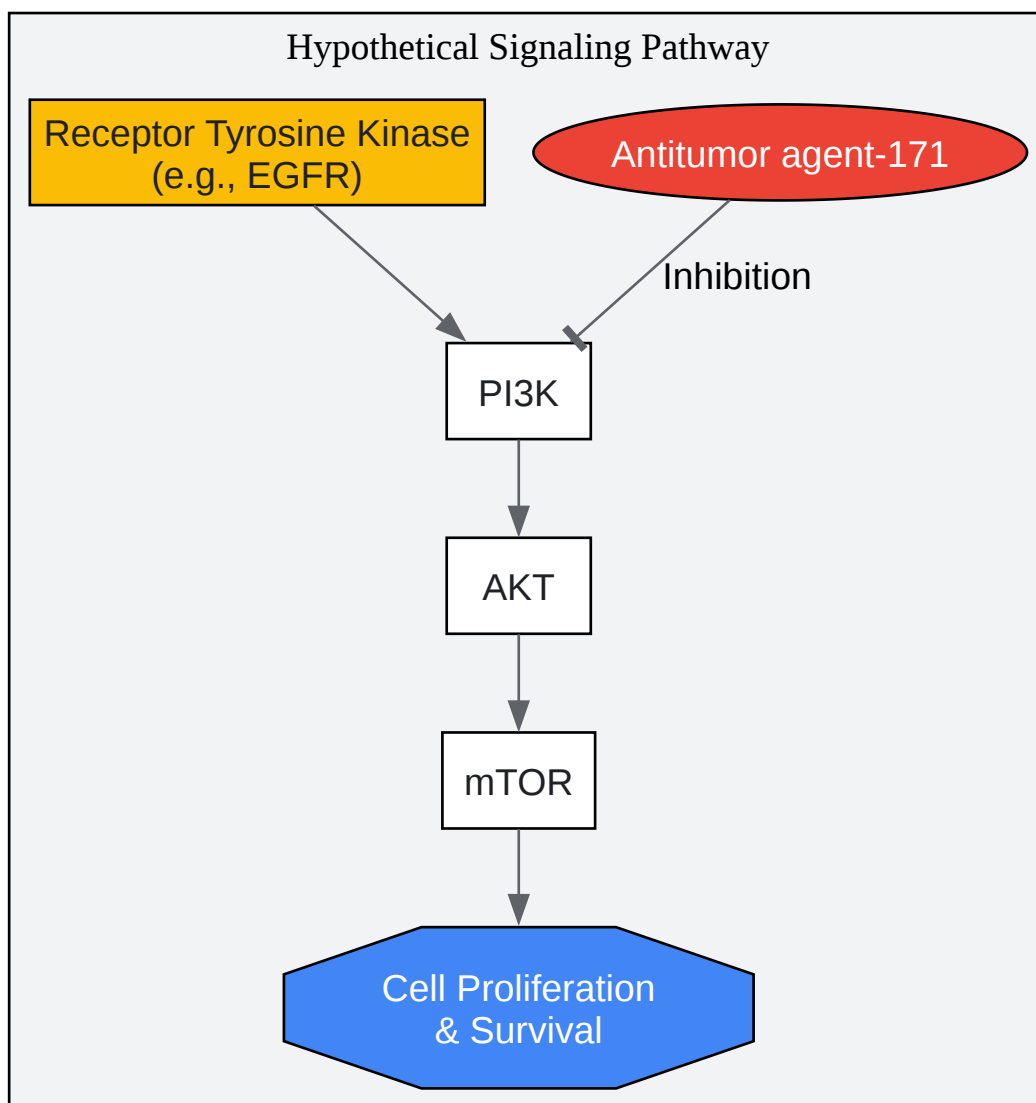 Hypothetical Signaling Pathway
Receptor Tyrosine Kinase
(e.g., EGFR)
Antitumor agent-171
Inhibition
PI3K
AKT
mTOR
Cell Proliferation
& Survival